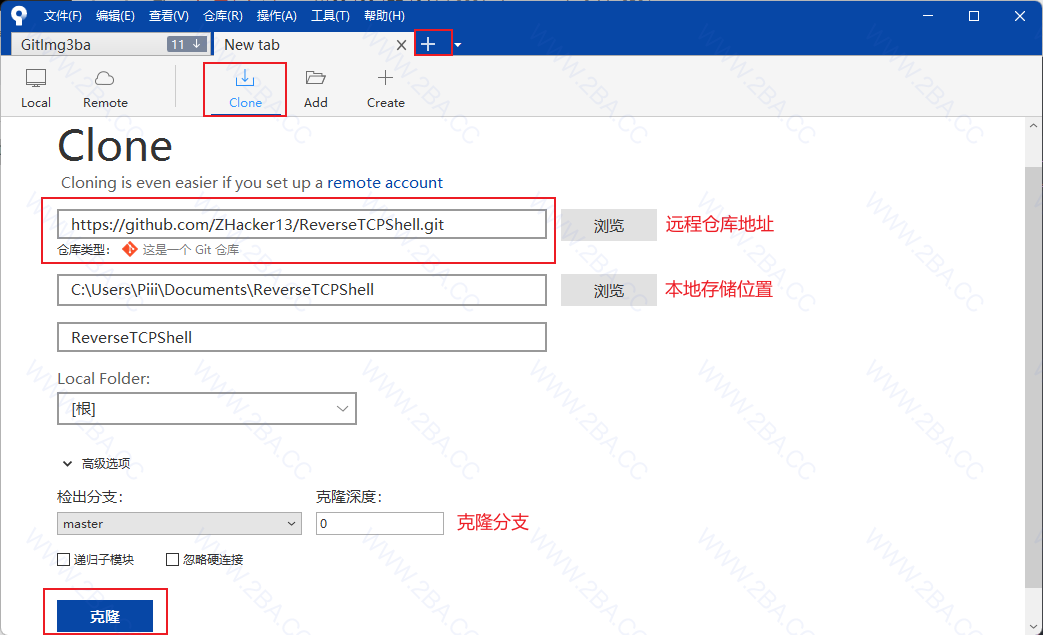 文件(F) 编辑(E) 查看(V) 仓库(R) 操作(A) 工具(T) 帮助(H)
GitImg3ba 11 New tab
Local Remote Clone Add Create
Clone
Cloning is even easier if you set up a remote account
https://github.com/ZHacker13/ReverseTCPShell.git 浏览 远程仓库地址
仓库类型: 这是一个 Git 仓库
C:\Users\Piii\Documents\ReverseTCPShell 浏览 本地存储位置
ReverseTCPShell
Local Folder:
[根]
高级选项
检出分支: 克隆深度:
master 0 克隆分支
递归子模块 忽略硬连接
克隆
WWW.2BA.CC